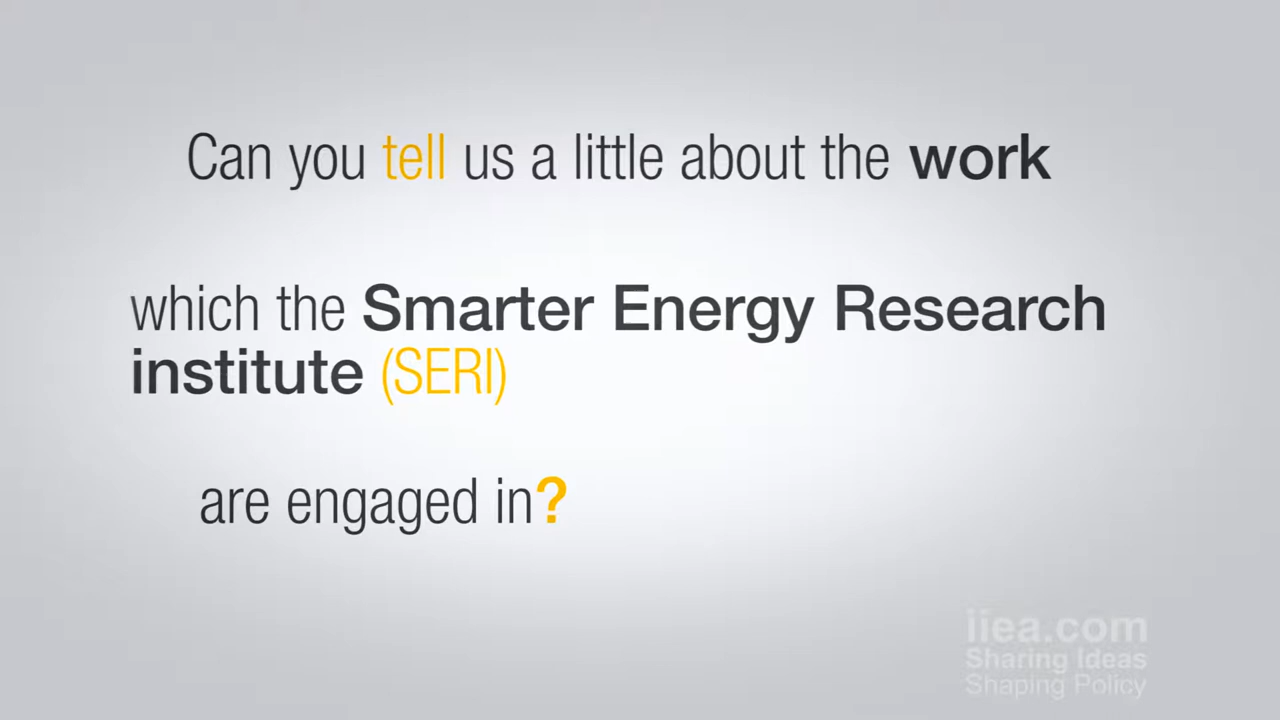 Can you tell us a little about the work
which the Smarter Energy Research
institute (SERI)
are engaged in?
iiea.com
Sharing Ideas
Shaping Policy